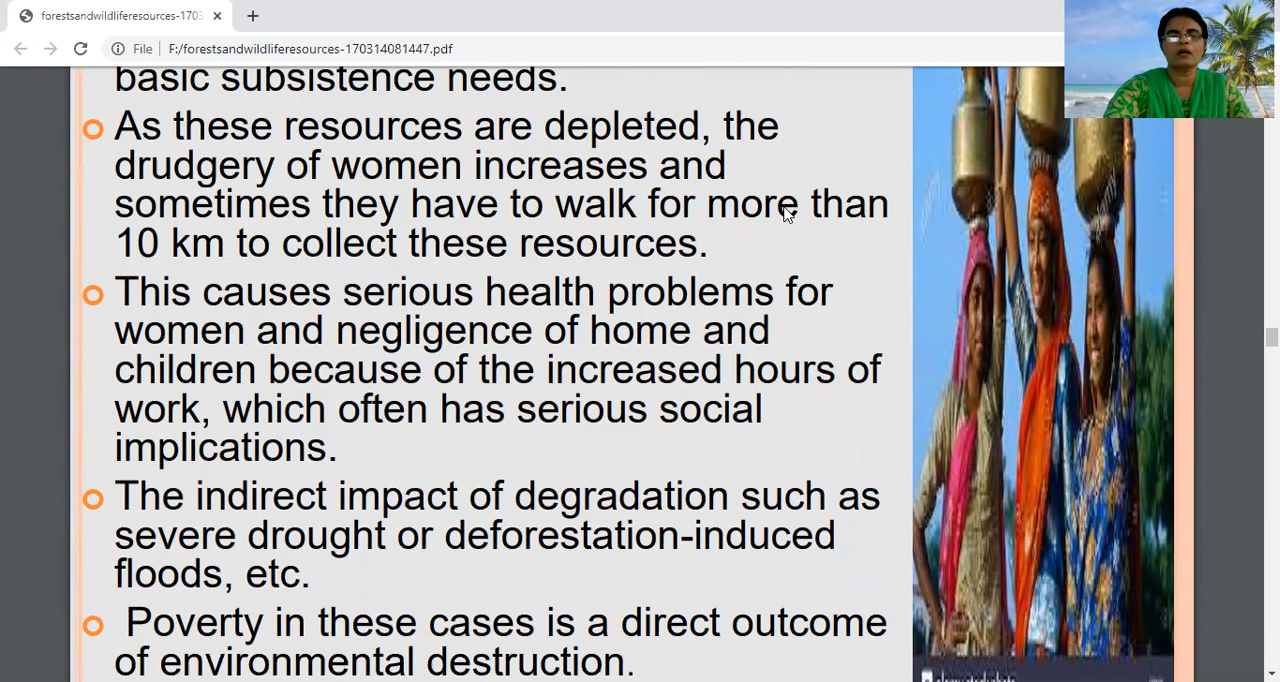 forestsandwildliferesources-1703
File F:/forestsandwildliferesources-170314081447.pdf
basic subsistence needs.
As these resources are depleted, the
drudgery of women increases and
sometimes they have to walk for more than
10 km to collect these resources.
This causes serious health problems for
women and negligence of home and
children because of the increased hours of
work, which often has serious social
implications.
The indirect impact of degradation such as
severe drought or deforestation-induced
floods, etc.
Poverty in these cases is a direct outcome
of environmental destruction.